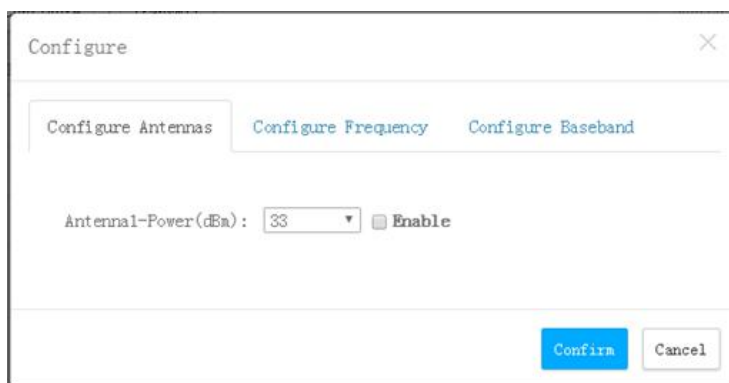 Configure
Configure Antennas Configure Frequency Configure Baseband
Antenna1-Power(dBm): 33 Enable
Confirm Cancel